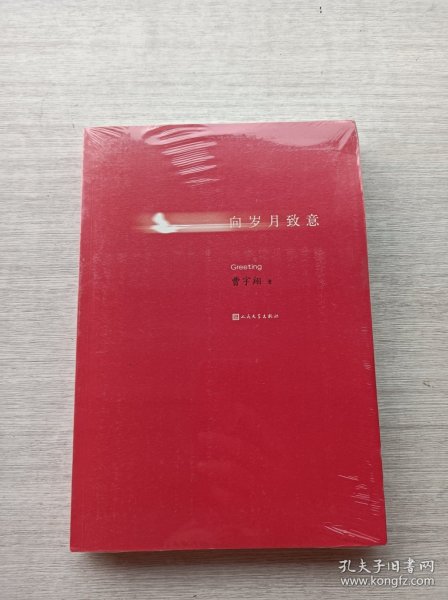 向岁月致意
Greeting
曹宇翔 著
人民文学出版社
孔夫子旧书网
www.kongfz.com